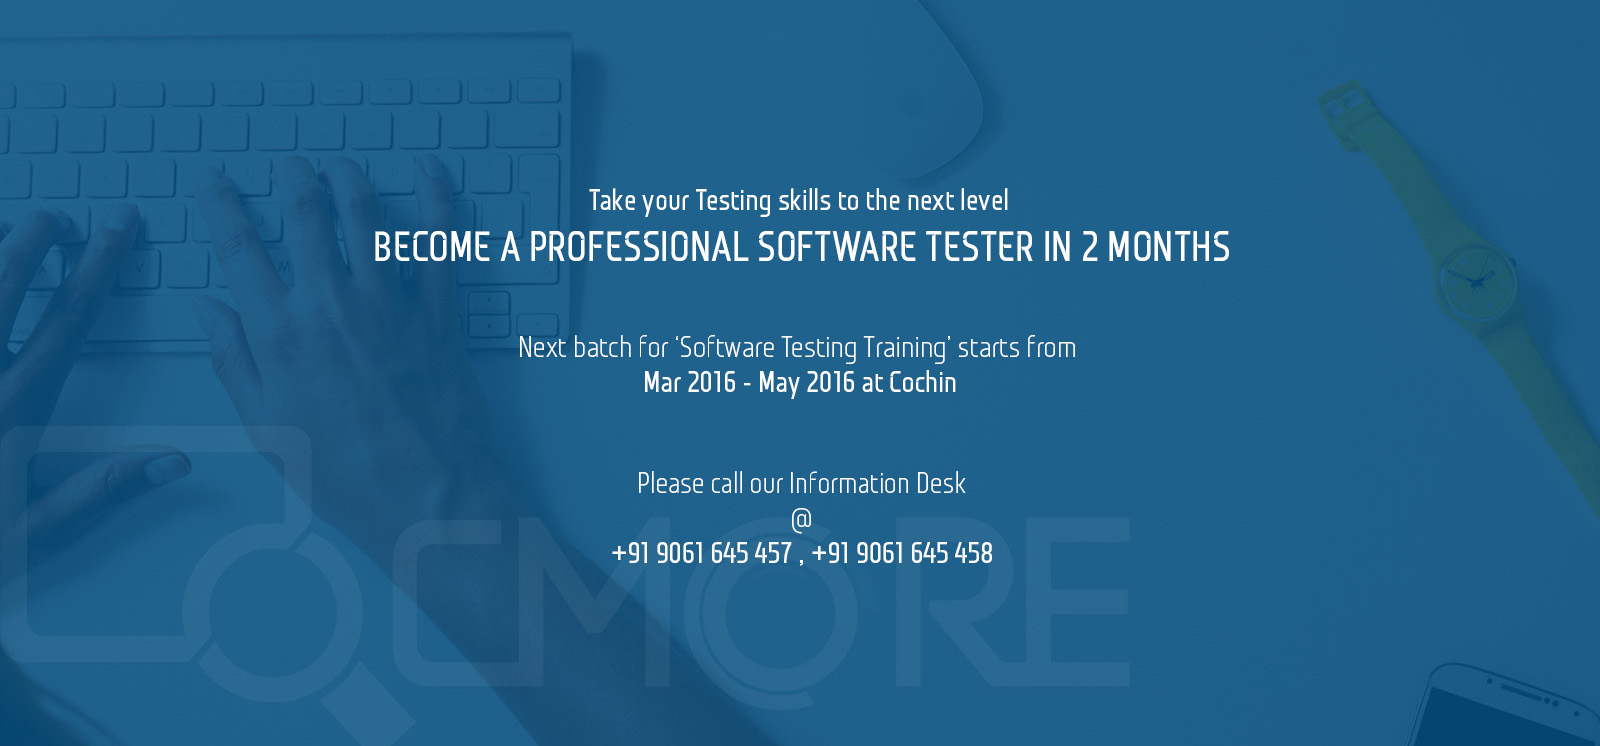 Take your Testing skills to the next level
BECOME A PROFESSIONAL SOFTWARE TESTER IN 2 MONTHS
Next batch for ‘Software Testing Training’ starts from
Mar 2016 - May 2016 at Cochin
Please call our Information Desk
@
+91 9061 645 457 , +91 9061 645 458
CMORE